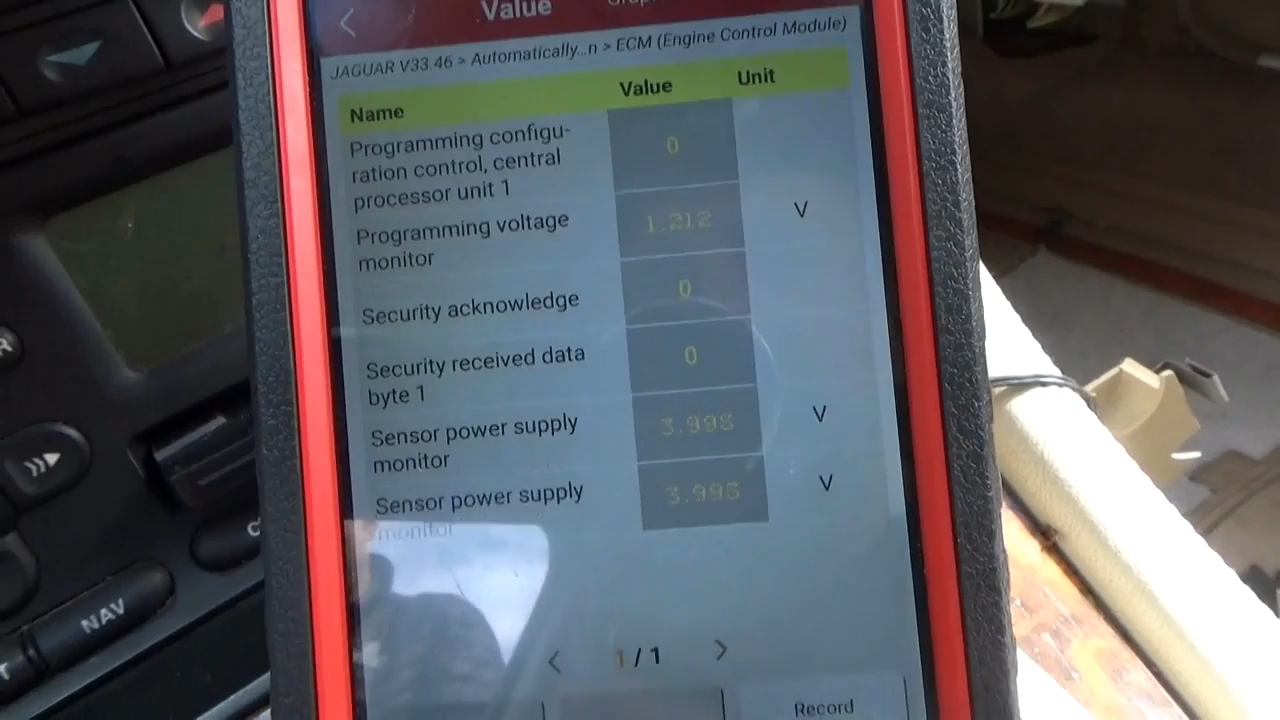 Value
JAGUAR V33.46 > Automatically...n > ECM (Engine Control Module)
Name Value Unit
Programming configu-
ration control, central
processor unit 1
0
Programming voltage
monitor
1.212 V
Security acknowledge
0
Security received data
byte 1
0
Sensor power supply
monitor
3.998 V
Sensor power supply
monitor
3.996 V
1 / 1
Record
NAV